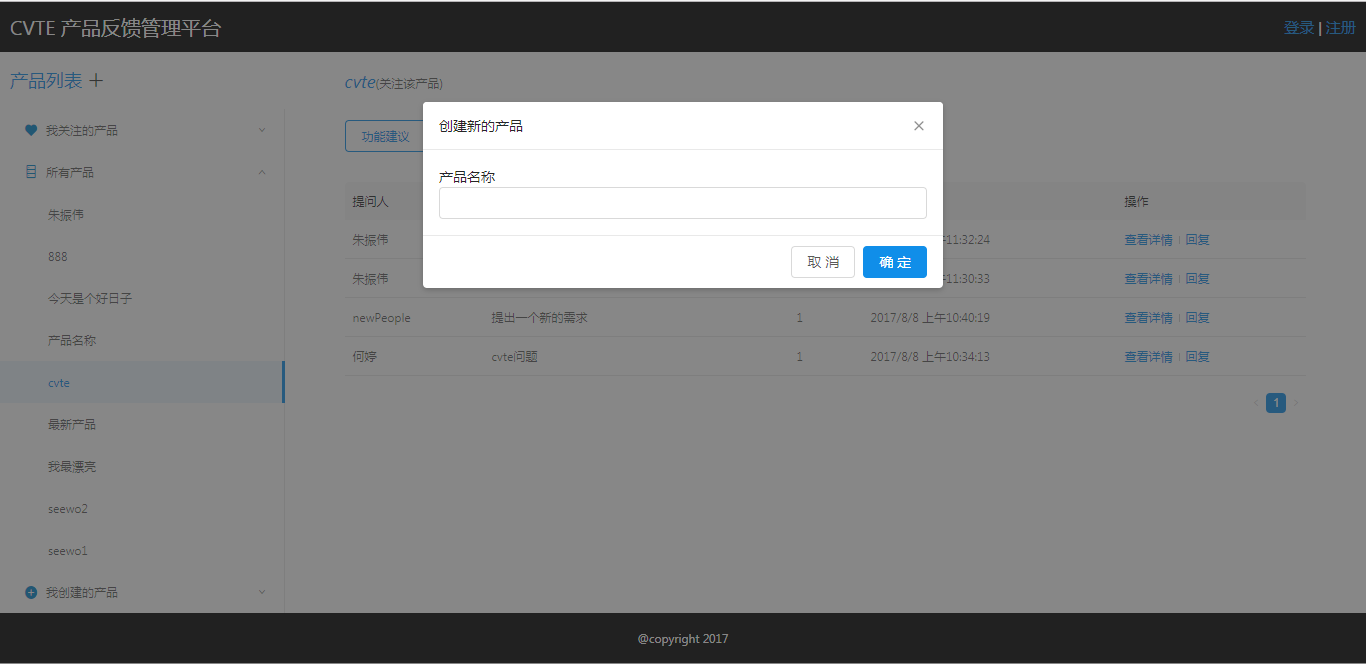 CVTE 产品反馈管理平台
登录 | 注册
产品列表 +
cvte(关注该产品)
我关注的产品
所有产品
朱振伟
888
今天是个好日子
产品名称
cvte
最新产品
我最漂亮
seewo2
seewo1
我创建的产品
功能建议
创建新的产品
产品名称
取 消
确 定
提问人 操作
朱振伟 11:32:24 查看详情 回复
朱振伟 11:30:33 查看详情 回复
newPeople 提出一个新的需求 1 2017/8/8 上午10:40:19 查看详情 回复
何婷 cvte问题 1 2017/8/8 上午10:34:13 查看详情 回复
1
@copyright 2017